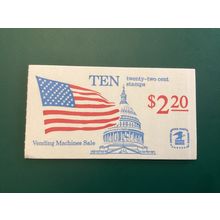 TEN
twenty-two cent
stamps
$2.20
Vending Machines Sale